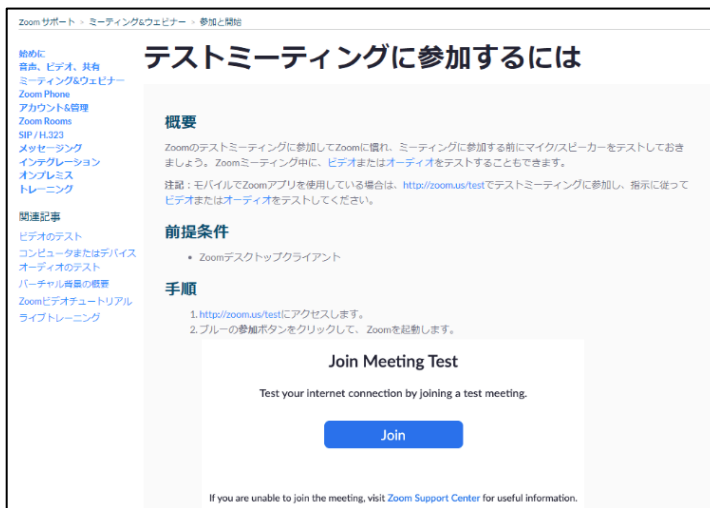 Zoom サポート > ミーティング&ウェビナー > 参加と開始
始めに
音声、ビデオ、共有
ミーティング&ウェビナー
Zoom Phone
アカウント&管理
Zoom Rooms
SIP / H.323
メッセージング
インテグレーション
オンプレミス
トレーニング
関連記事
ビデオのテスト
コンピュータまたはデバイス
オーディオのテスト
バーチャル背景の概要
Zoomビデオチュートリアル
ライブトレーニング
テストミーティングに参加するには
概要
Zoomのテストミーティングに参加してZoomに慣れ、ミーティングに参加する前にマイク/スピーカーをテストしておき
ましょう。 Zoomミーティング中に、ビデオまたはオーディオをテストすることもできます。
注記：モバイルでZoomアプリを使用している場合は、http://zoom.us/testでテストミーティングに参加し、指示に従って
ビデオまたはオーディオをテストしてください。
前提条件
• Zoomデスクトップクライアント
手順
1. http://zoom.us/testにアクセスします。
2. ブルーの参加ボタンをクリックして、 Zoomを起動します。
Join Meeting Test
Test your internet connection by joining a test meeting.
Join
If you are unable to join the meeting, visit Zoom Support Center for useful information.